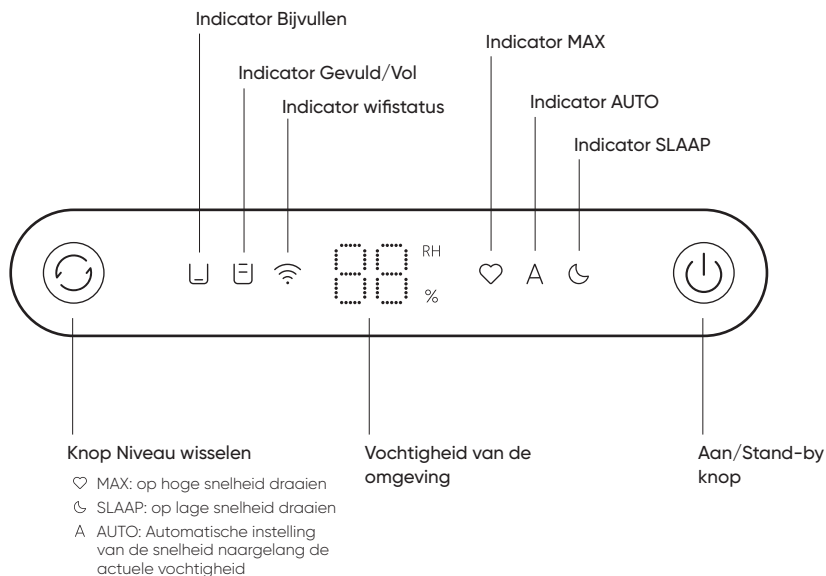 Indicator Bijvullen
Indicator MAX
Indicator Gevuld/Vol
Indicator wifistatus
Indicator AUTO
Indicator SLAAP
88 RH
%
A
Knop Niveau wisselen
MAX: op hoge snelheid draaien
SLAAP: op lage snelheid draaien
A AUTO: Automatische instelling
van de snelheid naargelang de
actuele vochtigheid
Vochtigheid van de
omgeving
Aan/Stand-by
knop